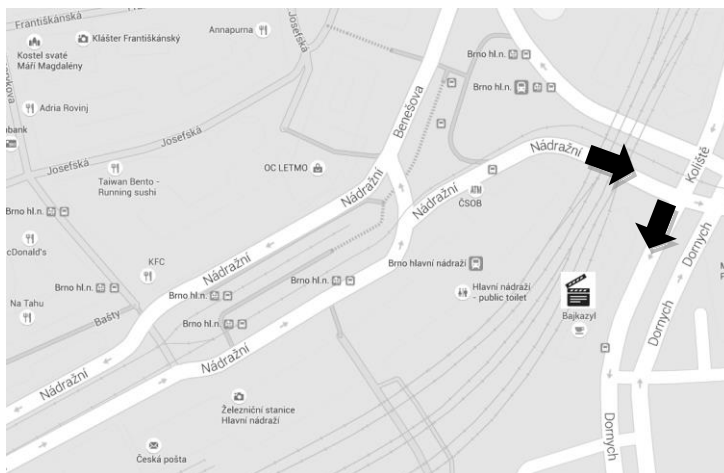 Františkánská
Josefská
Annapurna
Klášter Františkánský
Kostel svaté
Máří Magdalény
Brno hl.n.
Brno hl.n.
Adria Rovinj
Benešova
Josefská
Josefská
Nádražní
Koliště
Taiwan Bento -
Running sushi
OC LETMO
Nádražní
Nádražní
ČSOB
Brno hl.n.
Dornych
KFC
Nádražní
Brno hlavní nádraží
Brno hl.n.
Brno hl.n.
Hlavní nádraží
- public toilet
Na Tahu
Bašty
Brno hl.n.
Bajkazyl
Dornych
Nádražní
Nádražní
Železniční stanice
Hlavní nádraží
Česká pošta
Dornych